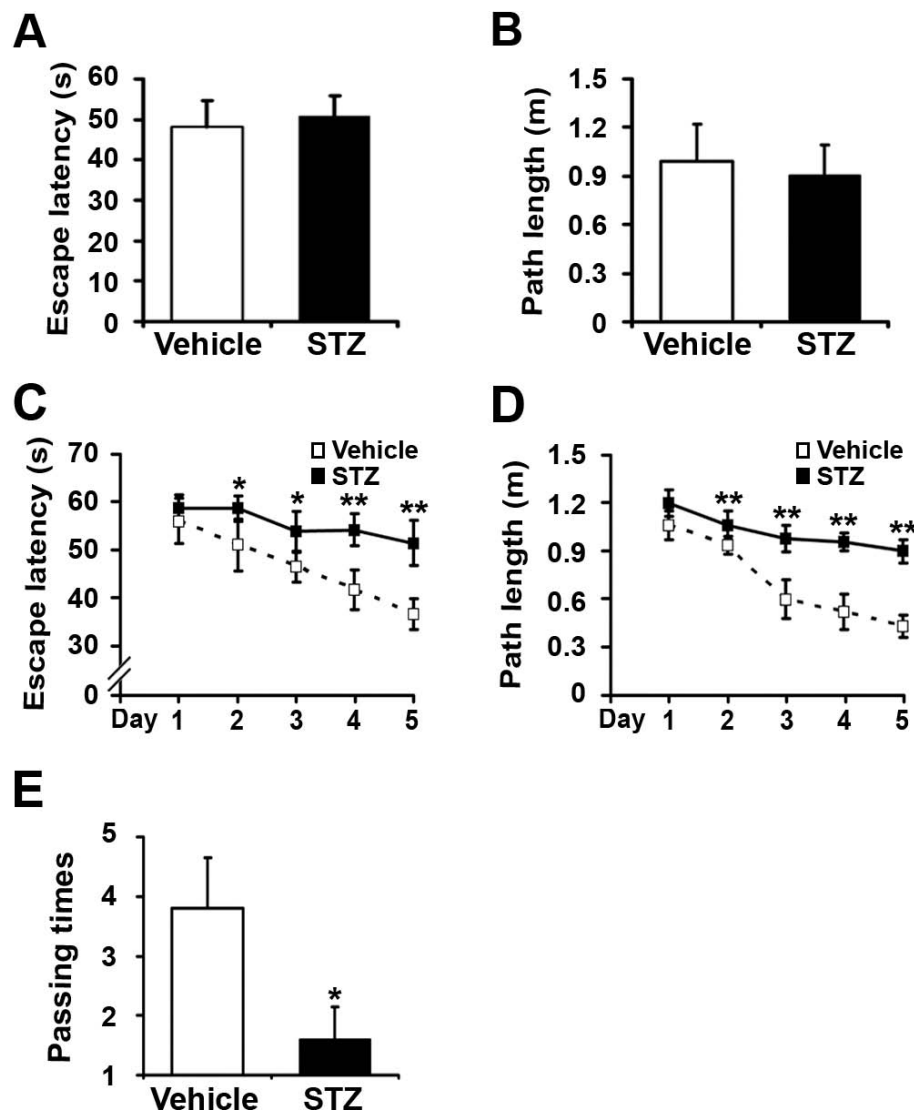 A
Escape latency (s)
60
50
40
30
20
10
0
Vehicle STZ
B
Path length (m)
1.5
1.2
0.9
0.6
0.3
0
Vehicle STZ
C
Escape latency (s)
70
60
50
40
30
0
Vehicle
STZ
* * ** **
Day 1 2 3 4 5
D
Path length (m)
1.5
1.2
0.9
0.6
0.3
0
Vehicle
STZ
** ** ** **
Day 1 2 3 4 5
E
Passing times
5
4
3
2
1
*
Vehicle STZ